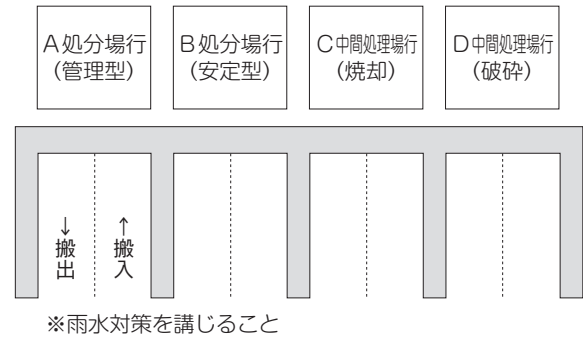 A処分場行
(管理型)
B処分場行
(安定型)
C中間処理場行
(焼却)
D中間処理場行
(破砕)
↓搬出
↑搬入
※雨水対策を講じること